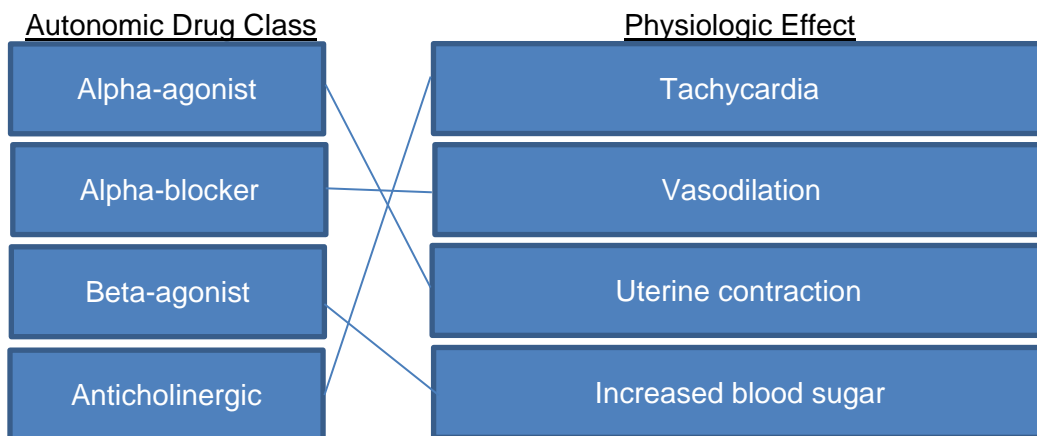 Autonomic Drug Class
Physiologic Effect
Alpha-agonist
Tachycardia
Alpha-blocker
Vasodilation
Beta-agonist
Uterine contraction
Anticholinergic
Increased blood sugar